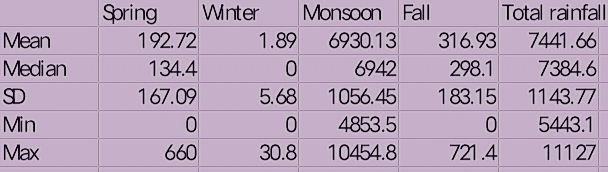 Spring Winter Monsoon Fall Total rainfall
Mean 192.72 1.89 6930.13 316.93 7441.66
Median 134.4 0 6942 298.1 7384.6
SD 167.09 5.68 1056.45 183.15 1143.77
Min 0 0 4853.5 0 5443.1
Max 660 30.8 10454.8 721.4 11127